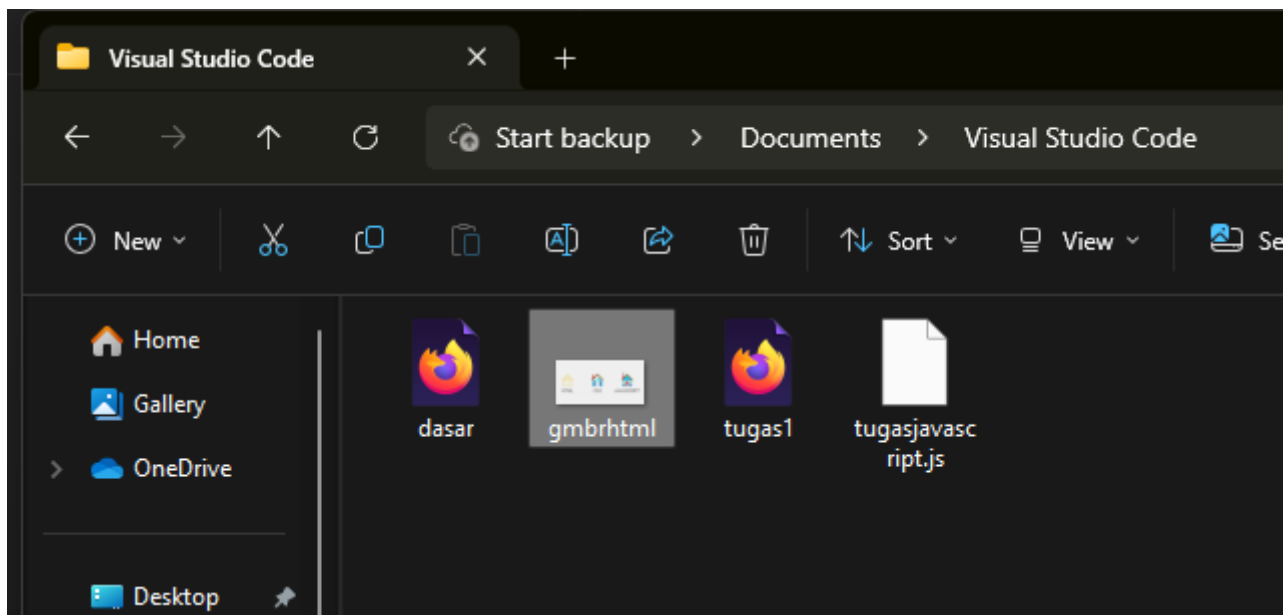 Visual Studio Code
Start backup > Documents > Visual Studio Code
New Sort View Se
Home
Gallery
OneDrive
Desktop
dasar
gmbrhtml
tugas1
tugasjavasc
ript.js